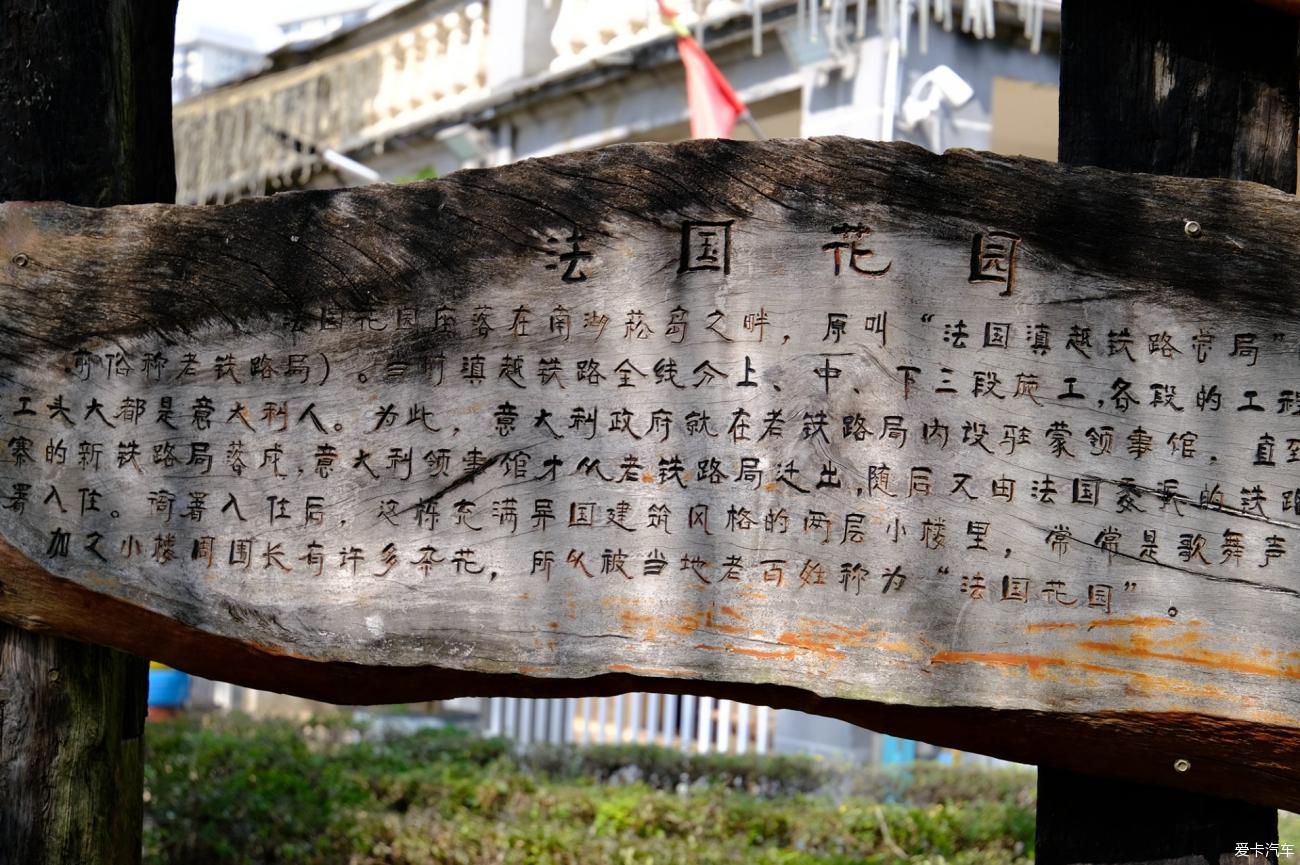 法国花园
法国花园座落在南湖菘岛之畔，原叫“法国滇越铁路总局”
即俗称老铁路局）。当时滇越铁路全线分上、中、下三段施工,各段的工程
工头大都是意大利人。为此，意大利政府就在老铁路局内设驻蒙领事馆，直到
寨的新铁路局落成,意大利领事馆才从老铁路局迁出,随后又由法国委派的铁路
署入住。商署入住后，这栋充满异国建筑风格的两层小楼里，常常是歌舞声
加之小楼周围长有许多杂花，所以被当地老百姓称为“法国花园”。
爱卡汽车